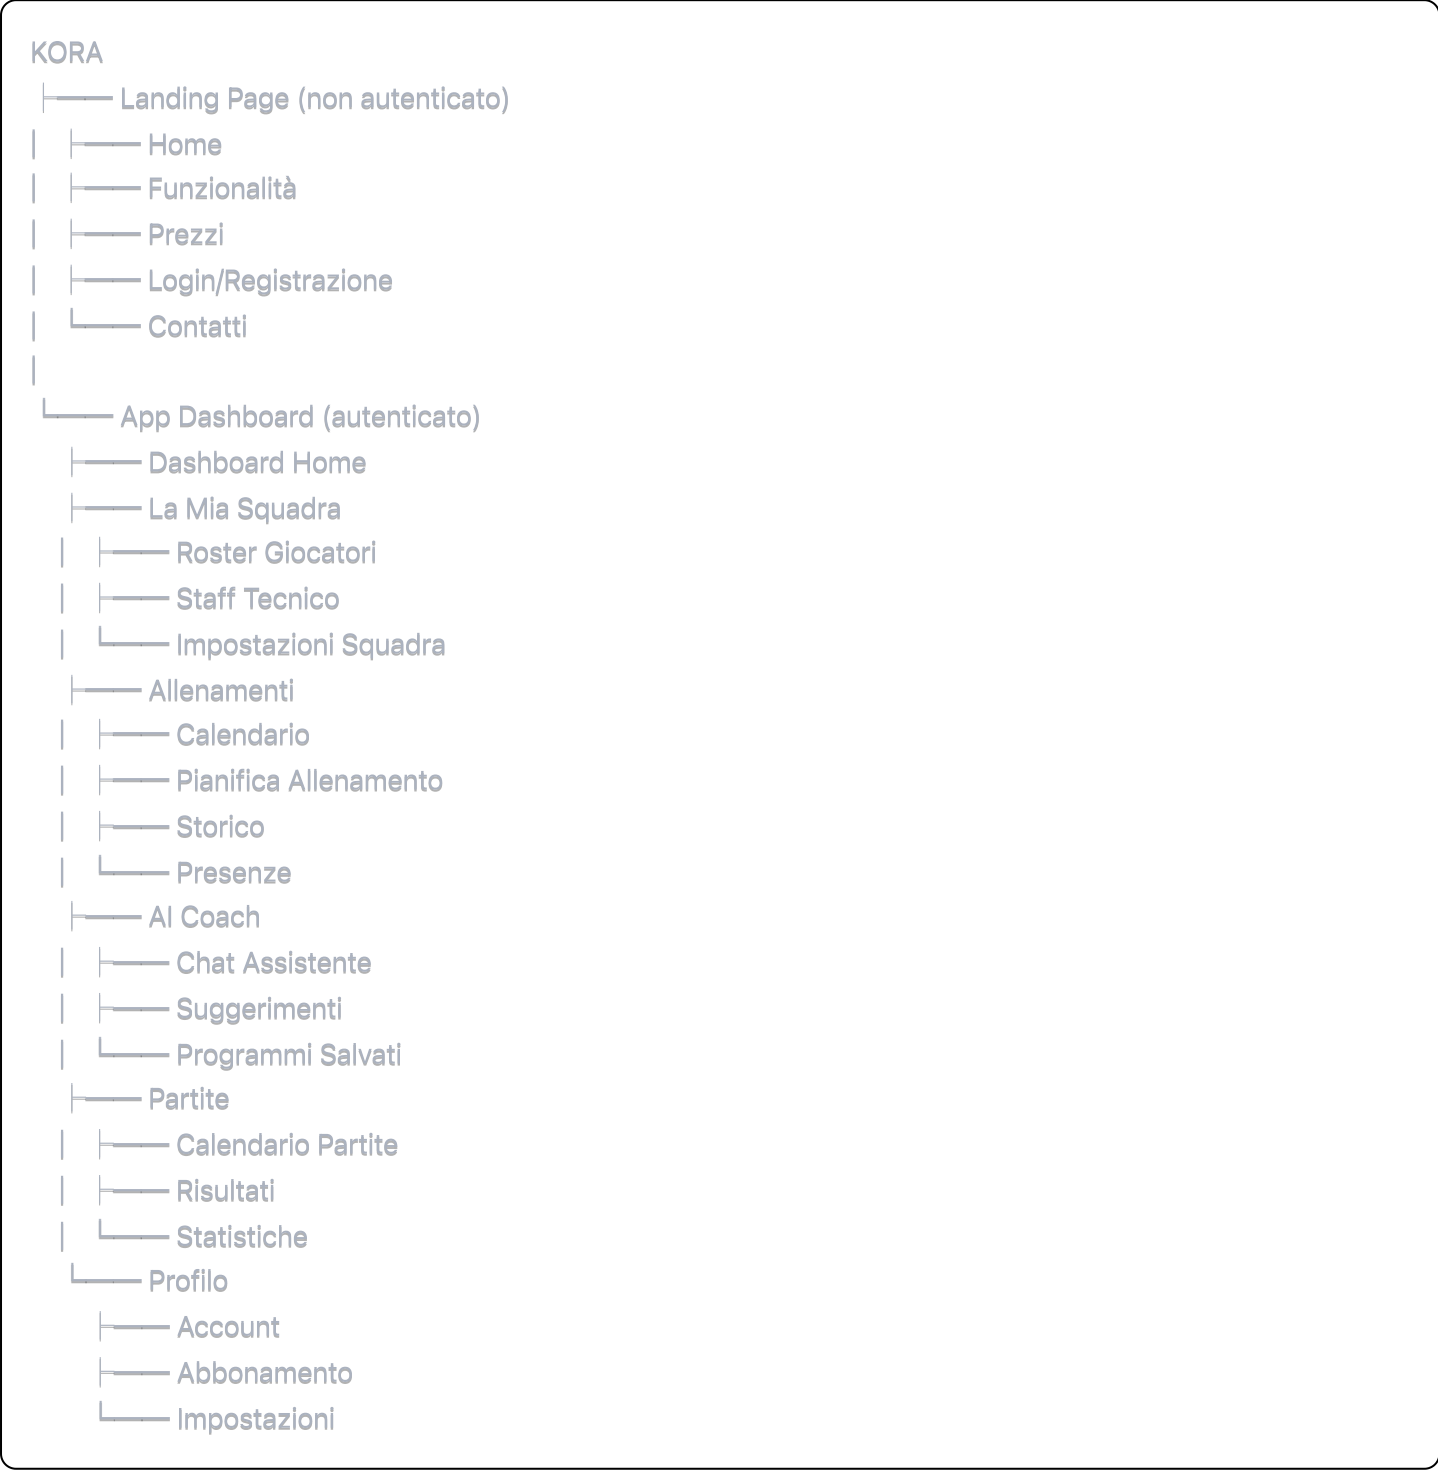 KORA
├── Landing Page (non autenticato)
│   ├── Home
│   ├── Funzionalità
│   ├── Prezzi
│   ├── Login/Registrazione
│   └── Contatti
│
└── App Dashboard (autenticato)
    ├── Dashboard Home
    ├── La Mia Squadra
    │   ├── Roster Giocatori
    │   ├── Staff Tecnico
    │   └── Impostazioni Squadra
    ├── Allenamenti
    │   ├── Calendario
    │   ├── Pianifica Allenamento
    │   ├── Storico
    │   └── Presenze
    ├── AI Coach
    │   ├── Chat Assistente
    │   ├── Suggerimenti
    │   └── Programmi Salvati
    ├── Partite
    │   ├── Calendario Partite
    │   ├── Risultati
    │   └── Statistiche
    └── Profilo
        ├── Account
        ├── Abbonamento
        └── Impostazioni